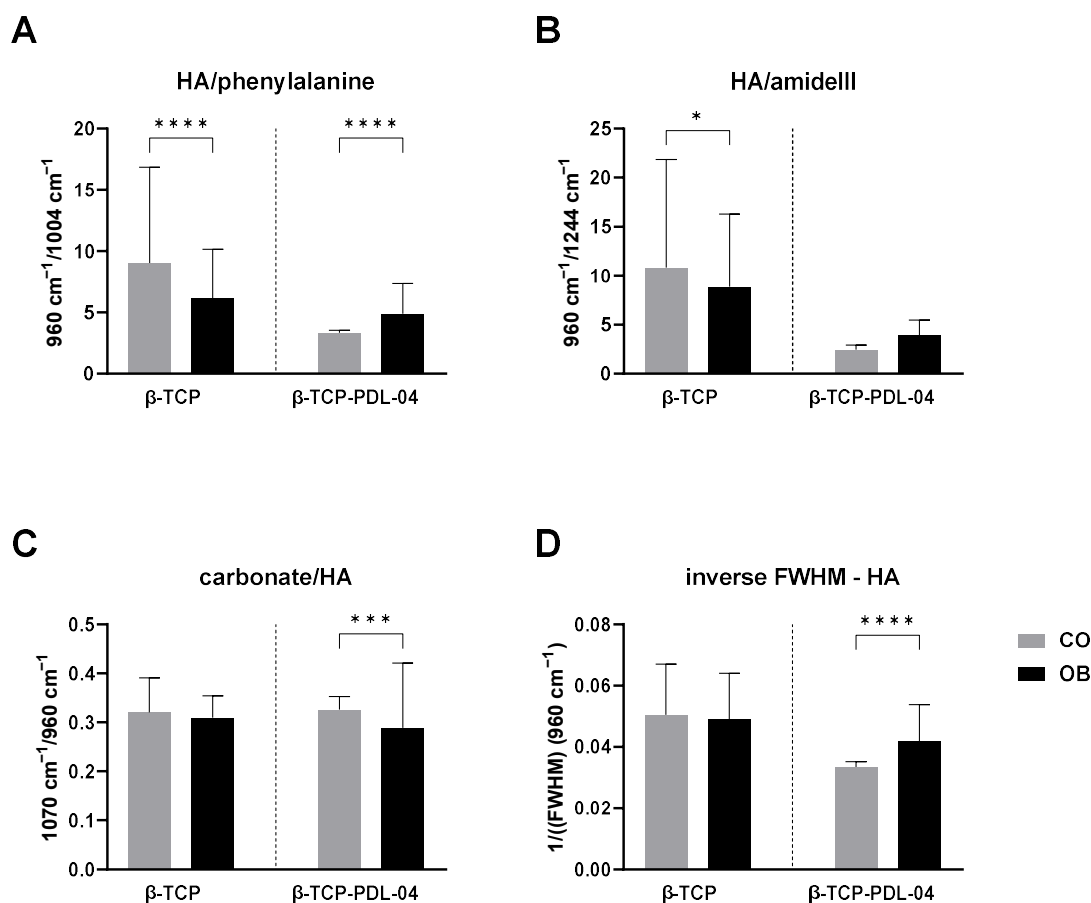 A
HA/phenylalanine
960 cm⁻¹/1004 cm⁻¹
20
15
10
5
0
****
****
β-TCP
β-TCP-PDL-04
B
HA/amideIII
960 cm⁻¹/1244 cm⁻¹
25
20
15
10
5
0
*
β-TCP
β-TCP-PDL-04
C
carbonate/HA
1070 cm⁻¹/960 cm⁻¹
0.5
0.4
0.3
0.2
0.1
0.0
***
β-TCP
β-TCP-PDL-04
D
inverse FWHM - HA
1/((FWHM) (960 cm⁻¹)
0.08
0.06
0.04
0.02
0.00
****
β-TCP
β-TCP-PDL-04
CO
OB